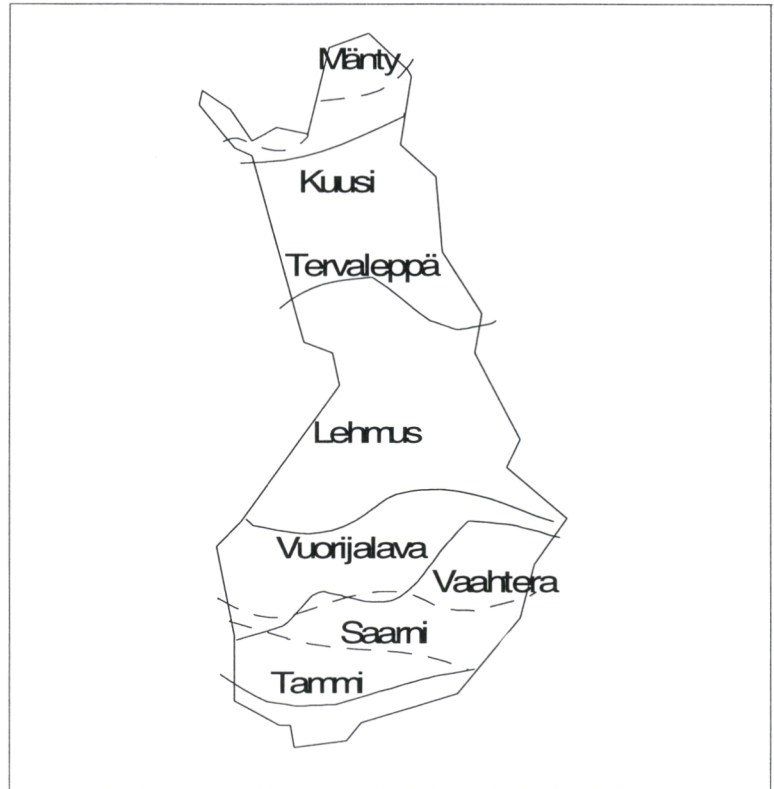 Mänty
Kuusi
Tervaleppä
Lehmus
Vuorijalava
Vaahtera
Saarni
Tammi